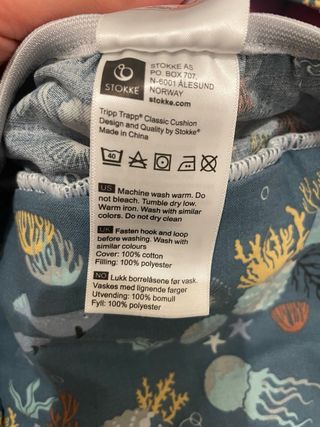 STOKKE
STOKKE AS
PO. BOX 707,
N-6001 ÅLESUND
NORWAY
stokke.com
Tripp Trapp® Classic Cushion
Design and Quality by Stokke®
Made in China
40
US: Machine wash warm. Do
not bleach. Tumble dry low.
Warm iron. Wash with similar
colors. Do not dry clean
UK: Fasten hook and loop
before washing. Wash with
similar colours
Cover: 100% cotton
Filling: 100% polyester
NO: Lukk borrelåsene før vask.
Vaskes med lignende farger
Utvending: 100% bomull
Fyll: 100% polyester